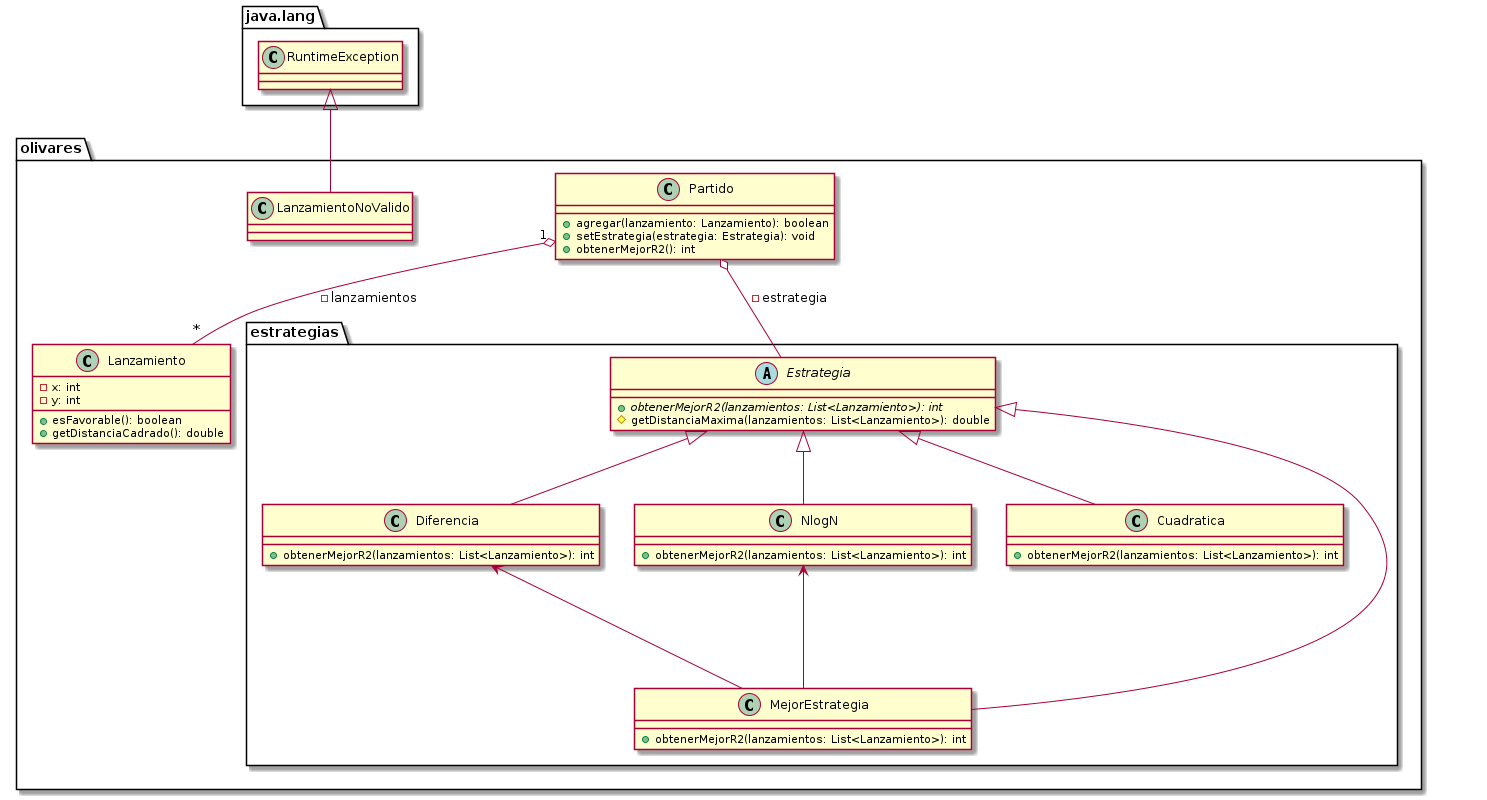 java.lang
C RuntimeException
olivares
C LanzamientoNoValido
C Partido
agregar(lanzamiento: Lanzamiento): boolean
setEstrategia(estrategia: Estrategia): void
obtenerMejorR2(): int
1
lanzamientos
estrategia
*
C Lanzamiento
x: int
y: int
esFavorable(): boolean
getDistanciaCadrado(): double
estrategias
A Estrategia
obtenerMejorR2(lanzamientos: List<Lanzamiento>): int
getDistanciaMaxima(lanzamientos: List<Lanzamiento>): double
C Diferencia
obtenerMejorR2(lanzamientos: List<Lanzamiento>): int
C NlogN
obtenerMejorR2(lanzamientos: List<Lanzamiento>): int
C Cuadratica
obtenerMejorR2(lanzamientos: List<Lanzamiento>): int
C MejorEstrategia
obtenerMejorR2(lanzamientos: List<Lanzamiento>): int